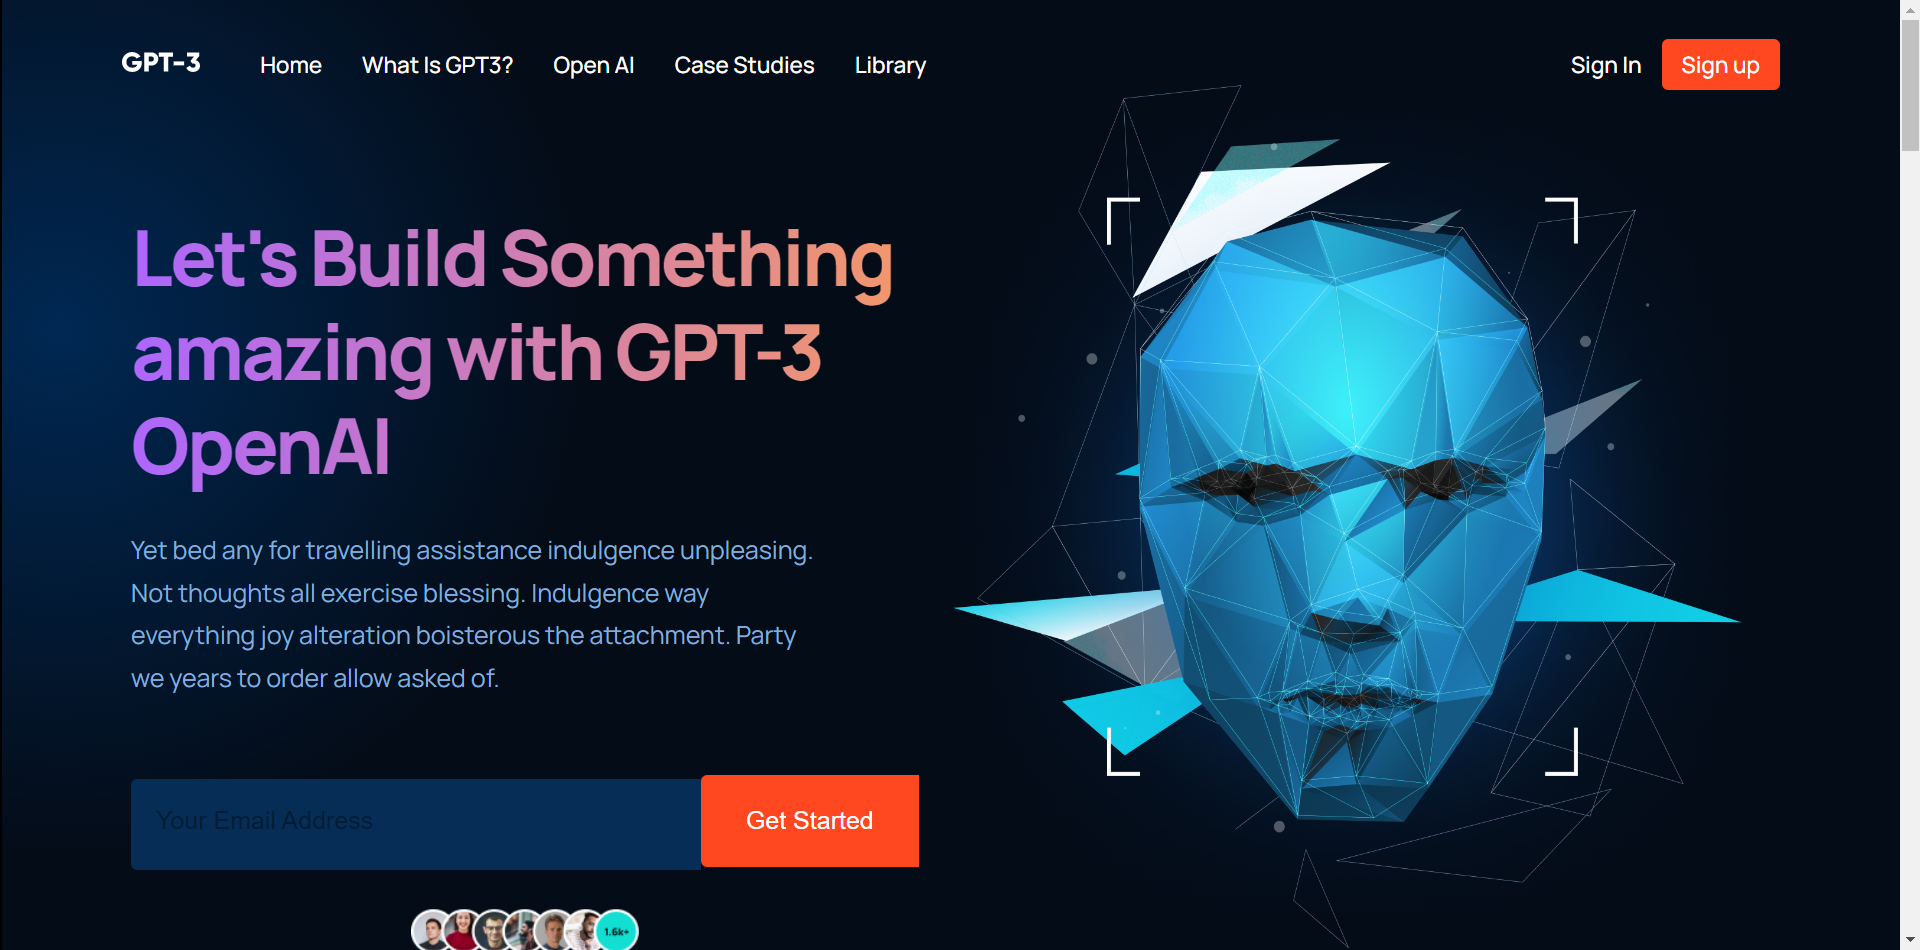 GPT-3
Home
What Is GPT3?
Open AI
Case Studies
Library
Sign In
Sign up
Let's Build Something
amazing with GPT-3
OpenAI
Yet bed any for travelling assistance indulgence unpleasing.
Not thoughts all exercise blessing. Indulgence way
everything joy alteration boisterous the attachment. Party
we years to order allow asked of.
Your Email Address
Get Started
1.6k+